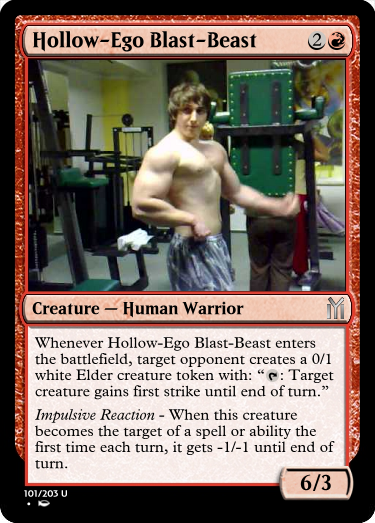 Hollow-Ego Blast-Beast 2
Creature — Human Warrior
Whenever Hollow-Ego Blast-Beast enters
the battlefield, target opponent creates a 0/1
white Elder creature token with: “: Target
creature gains first strike until end of turn.”
Impulsive Reaction - When this creature
becomes the target of a spell or ability the
first time each turn, it gets -1/-1 until end of
turn.
6/3
101/203 U